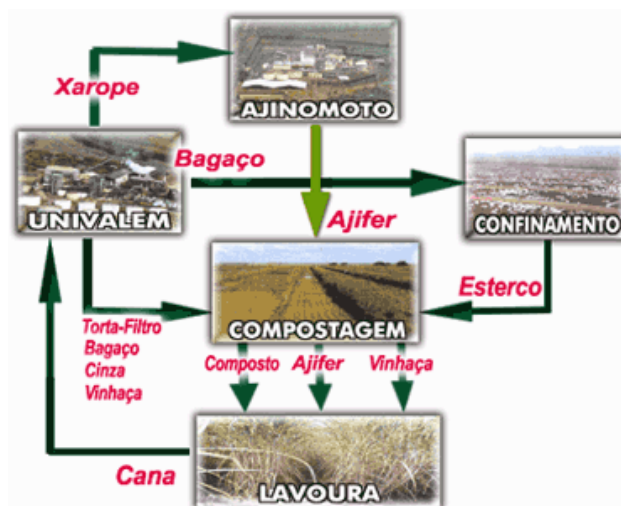 Xarope
AJINOMOTO
Bagaço
UNIVALEM
CONFINAMENTO
Ajifer
Esterco
Torta-Filtro
Bagaço
Cinza
Vinhaça
COMPOSTAGEM
Composto Ajifer Vinhaça
Cana
LAVOURA